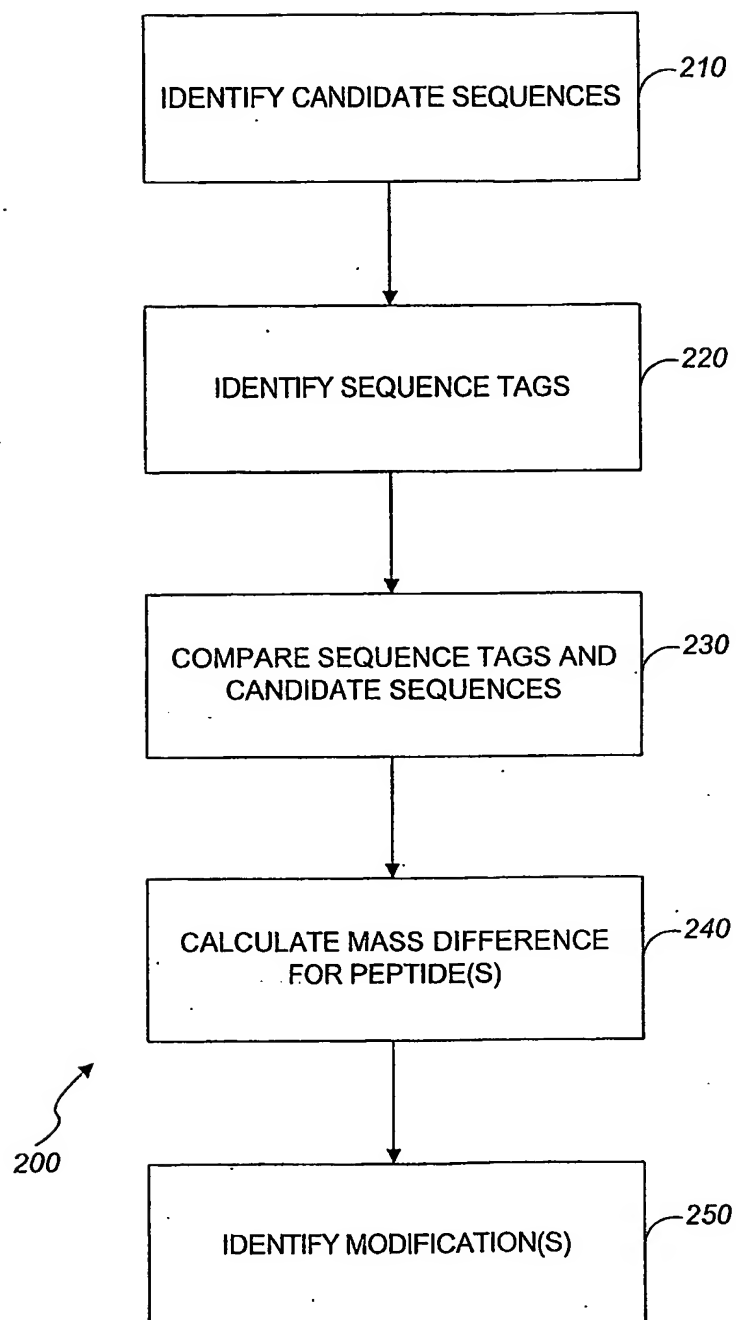 IDENTIFY CANDIDATE SEQUENCES
210
IDENTIFY SEQUENCE TAGS
220
COMPARE SEQUENCE TAGS AND
CANDIDATE SEQUENCES
230
CALCULATE MASS DIFFERENCE
FOR PEPTIDE(S)
240
200
IDENTIFY MODIFICATION(S)
250